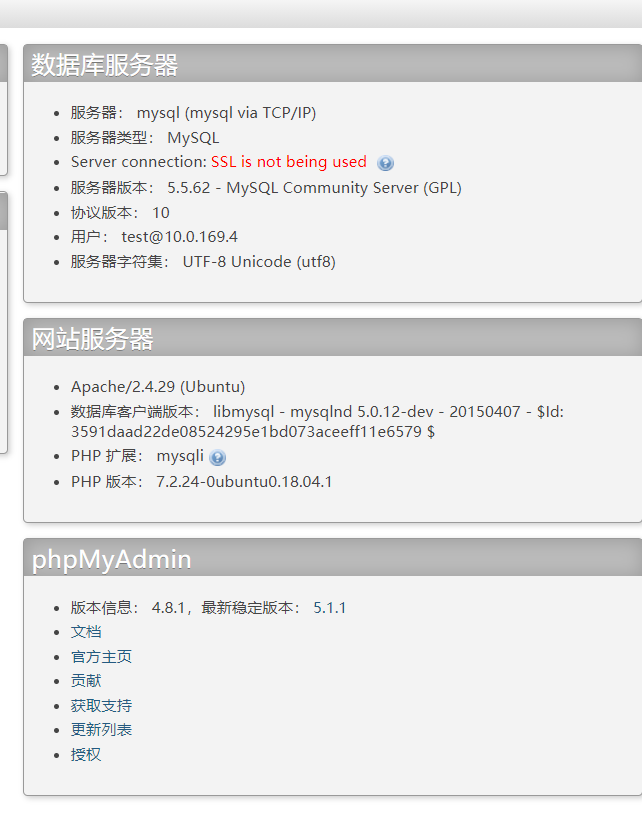 数据库服务器
服务器： mysql (mysql via TCP/IP)
服务器类型： MySQL
Server connection: SSL is not being used
服务器版本： 5.5.62 - MySQL Community Server (GPL)
协议版本： 10
用户： test@10.0.169.4
服务器字符集： UTF-8 Unicode (utf8)
网站服务器
Apache/2.4.29 (Ubuntu)
数据库客户端版本： libmysql - mysqlnd 5.0.12-dev - 20150407 - $Id:
3591daad22de08524295e1bd073aceeff11e6579 $
PHP 扩展： mysqli
PHP 版本： 7.2.24-0ubuntu0.18.04.1
phpMyAdmin
版本信息： 4.8.1，最新稳定版本： 5.1.1
文档
官方主页
贡献
获取支持
更新列表
授权